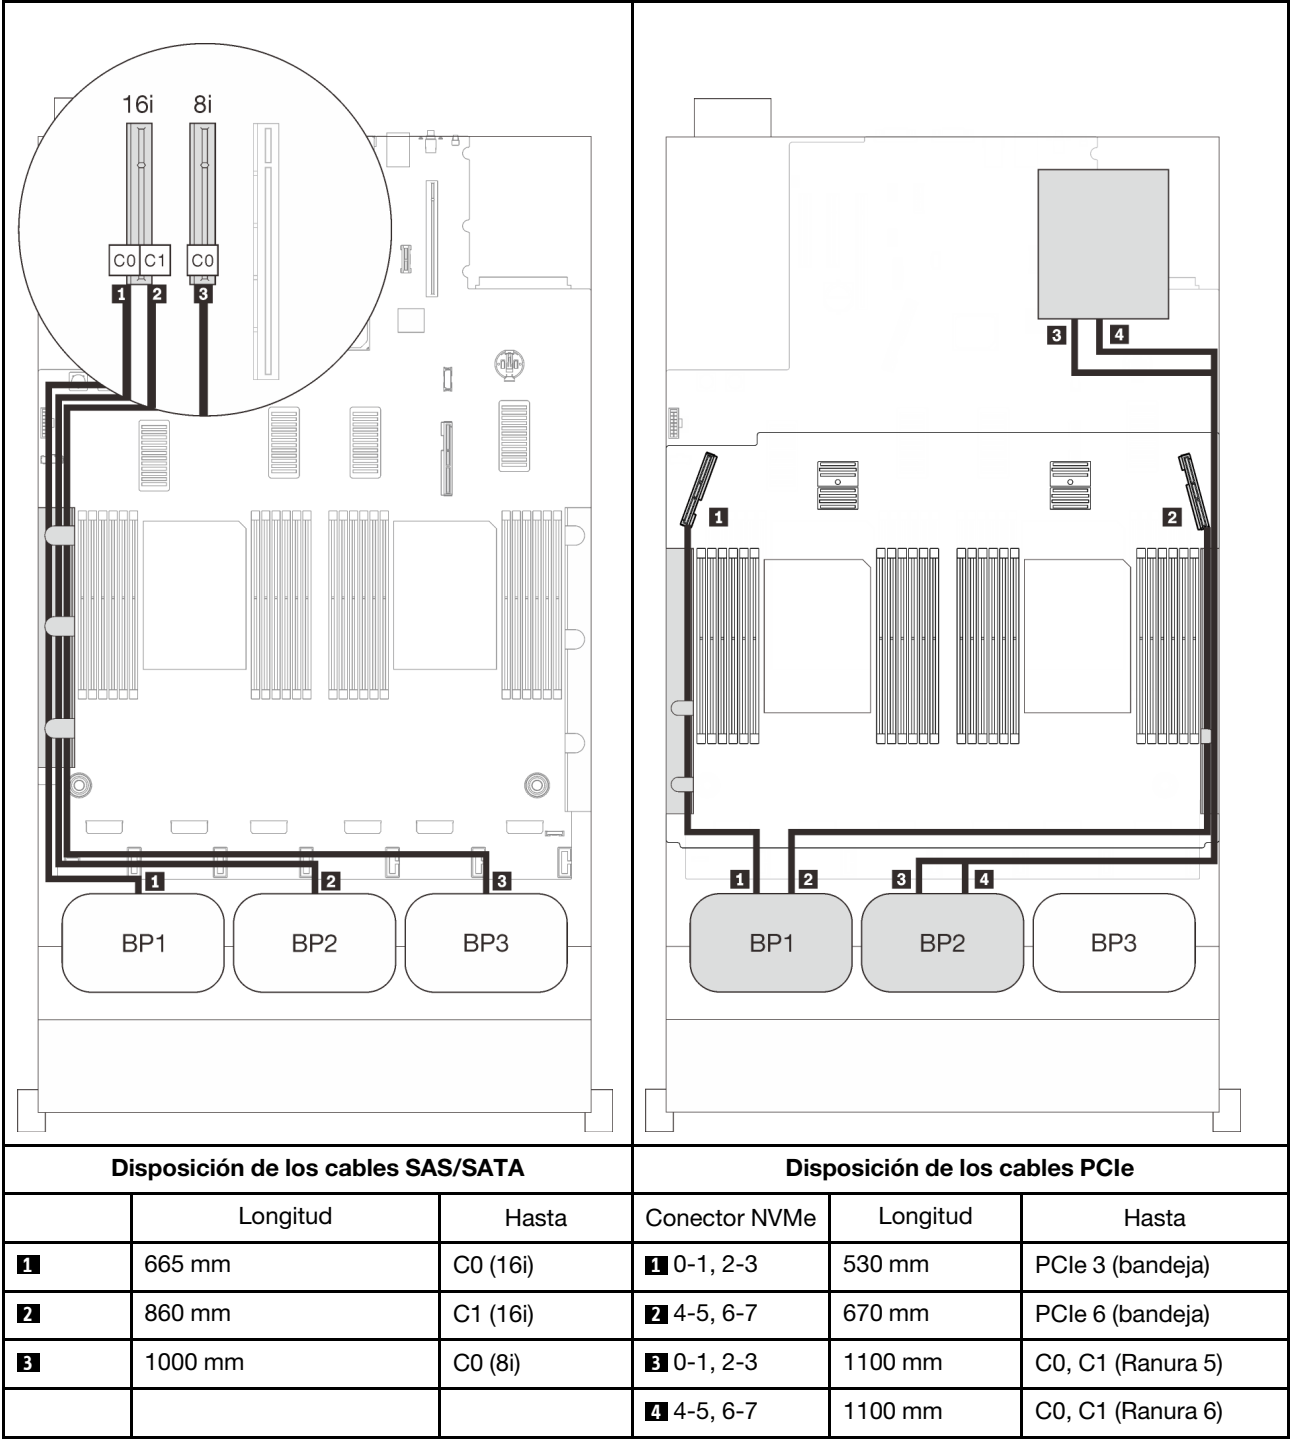 16i 8i
C0 C1 C0
1 2 3
3 4
1 2
1 2 3
1 2 3 4
BP1 BP2 BP3
BP1 BP2 BP3
Disposición de los cables SAS/SATA
Disposición de los cables PCIe
Longitud Hasta Conector NVMe Longitud Hasta
1 665 mm C0 (16i) 1 0-1, 2-3 530 mm PCIe 3 (bandeja)
2 860 mm C1 (16i) 2 4-5, 6-7 670 mm PCIe 6 (bandeja)
3 1000 mm C0 (8i) 3 0-1, 2-3 1100 mm C0, C1 (Ranura 5)
4 4-5, 6-7 1100 mm C0, C1 (Ranura 6)